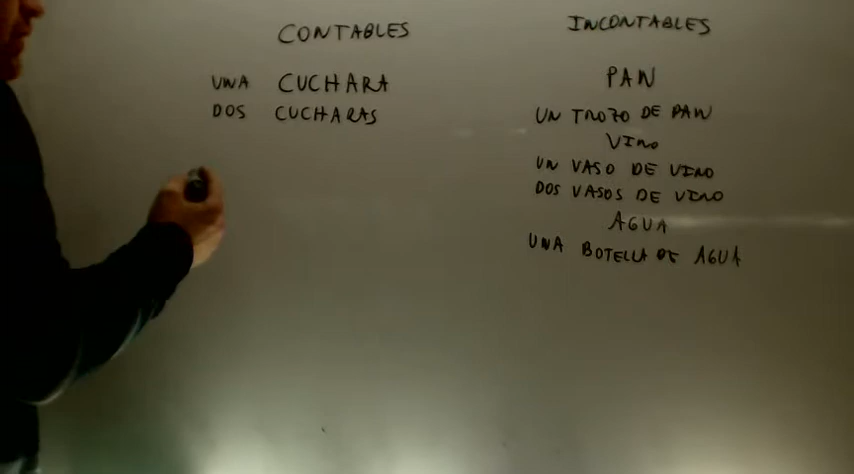 CONTABLES
UNA CUCHARA
DOS CUCHARAS
INCONTABLES
PAN
UN TROZO DE PAN
VINO
UN VASO DE VINO
DOS VASOS DE VINO
AGUA
UNA BOTELLA DE AGUA